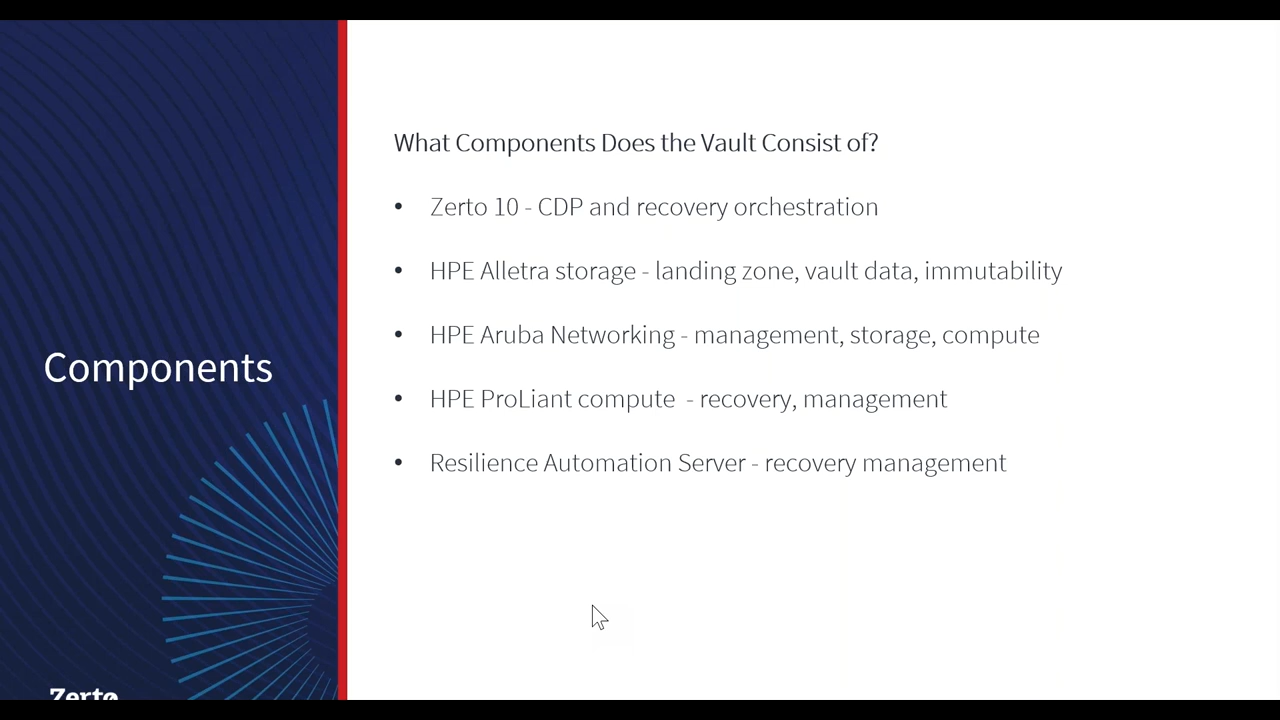 What Components Does the Vault Consist of?
• Zerto 10 - CDP and recovery orchestration
• HPE Alletra storage - landing zone, vault data, immutability
• HPE Aruba Networking - management, storage, compute
• HPE ProLiant compute  - recovery, management
• Resilience Automation Server - recovery management
Components
Zerto